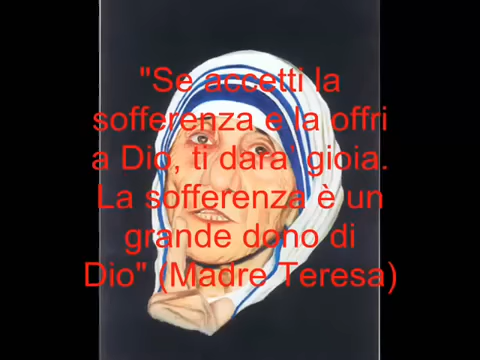 "Se accetti la
sofferenza e la offri
a Dio, ti dara' gioia.
La sofferenza è un
grande dono di
Dio" (Madre Teresa)